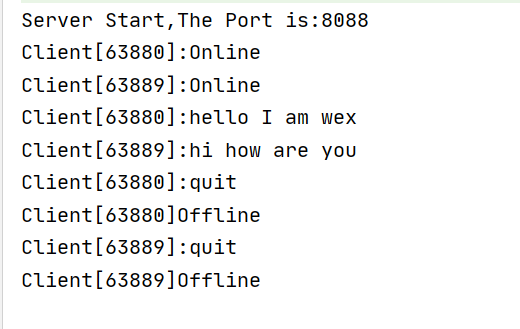 Server Start,The Port is:8088
Client[63880]:Online
Client[63889]:Online
Client[63880]:hello I am wex
Client[63889]:hi how are you
Client[63880]:quit
Client[63880]Offline
Client[63889]:quit
Client[63889]Offline